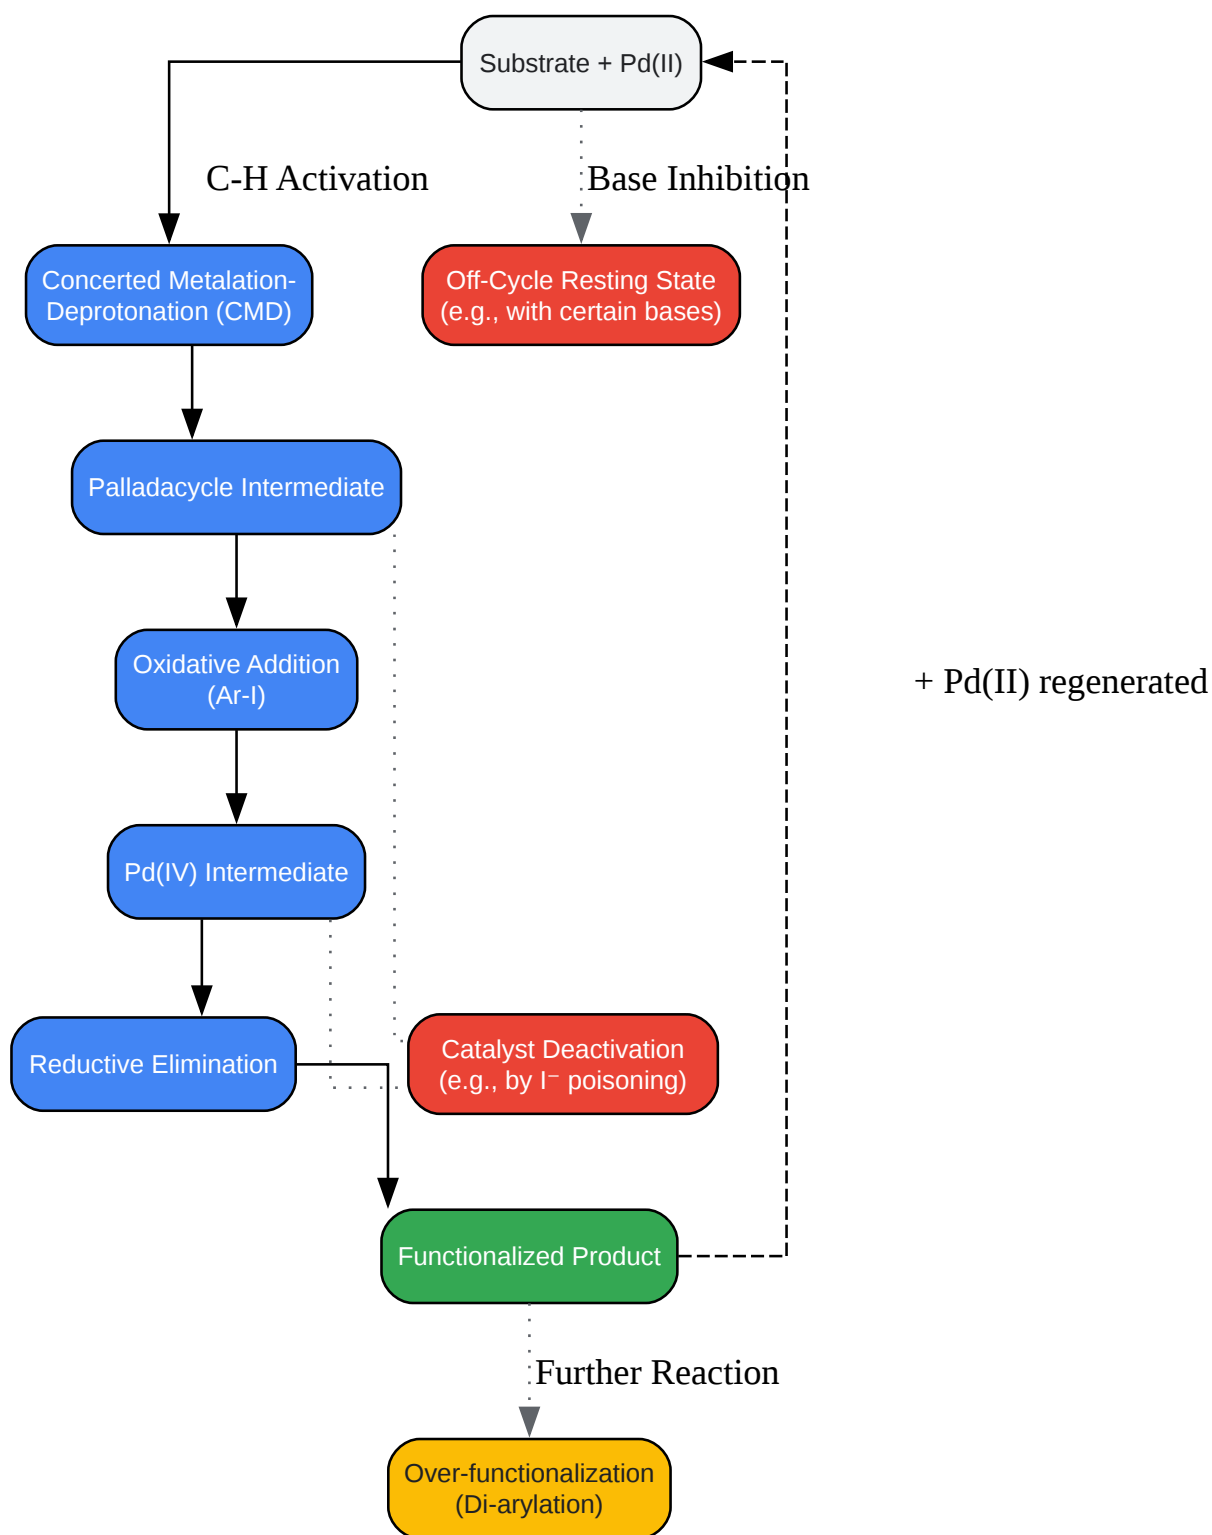 Substrate + Pd(II)
C-H Activation
Base Inhibition
Concerted Metalation-
Deprotonation (CMD)
Off-Cycle Resting State
(e.g., with certain bases)
Palladacycle Intermediate
Oxidative Addition
(Ar-I)
+ Pd(II) regenerated
Pd(IV) Intermediate
Reductive Elimination
Catalyst Deactivation
(e.g., by I⁻ poisoning)
Functionalized Product
Further Reaction
Over-functionalization
(Di-arylation)